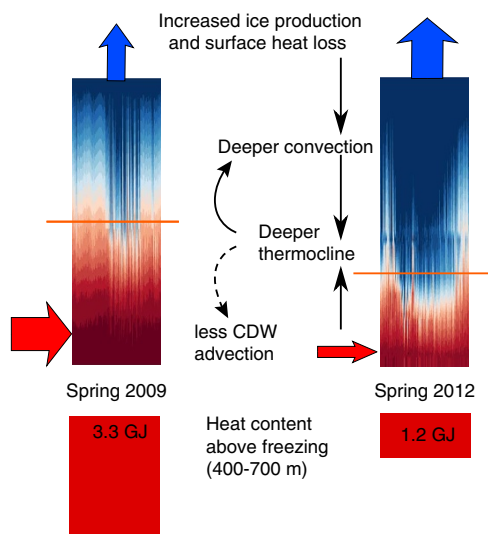 Increased ice production
and surface heat loss
Deeper convection
Deeper
thermocline
less CDW
advection
Spring 2009
Spring 2012
3.3 GJ
Heat content
above freezing
(400-700 m)
1.2 GJ